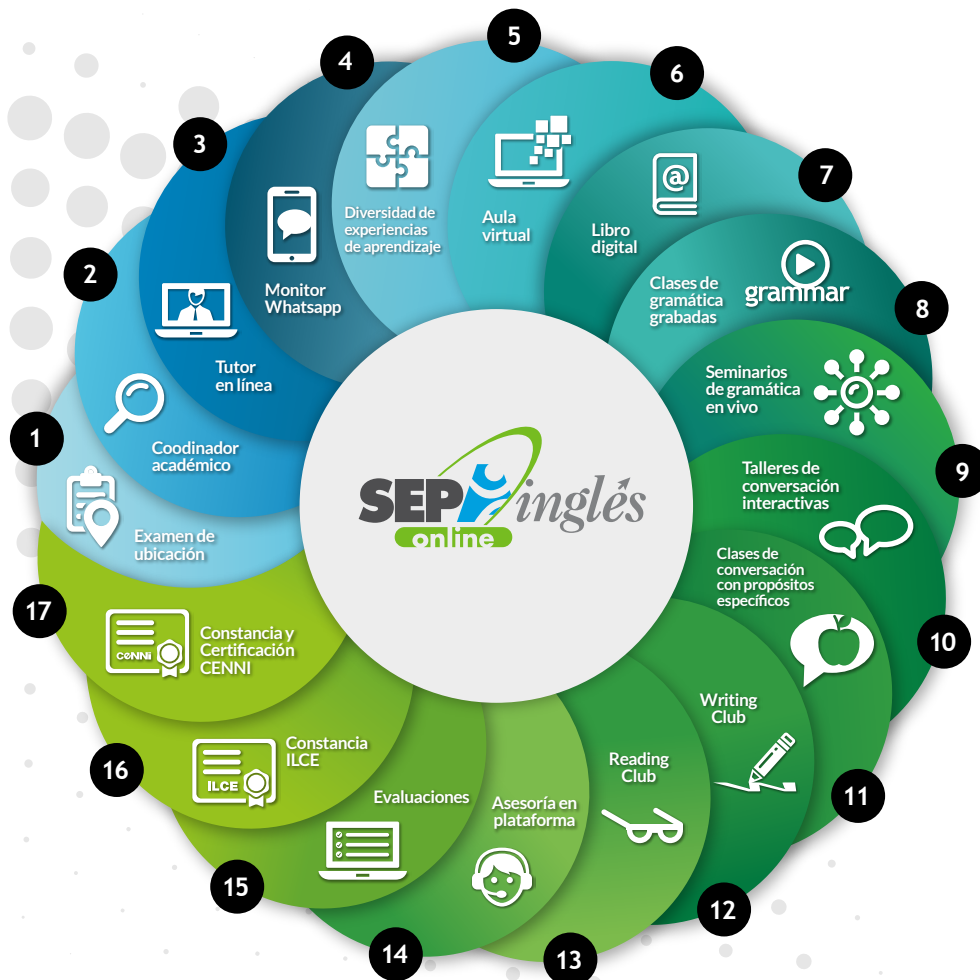 1
Examen de
ubicación
2
Coodinador
académico
3
Tutor
en línea
4
Monitor
Whatsapp
5
Diversidad de
experiencias
de aprendizaje
6
Aula
virtual
7
@
Libro
digital
8
Clases de
gramática
grabadas
grammar
9
Seminarios
de gramática
en vivo
10
Talleres de
conversación
interactivas
11
Clases de
conversación
con propósitos
específicos
12
Writing
Club
13
Reading
Club
14
Asesoría en
plataforma
15
Evaluaciones
16
Constancia
ILCE
ILCE
17
Constancia y
Certificación
CENNI
CeNNi
SEP inglés
online